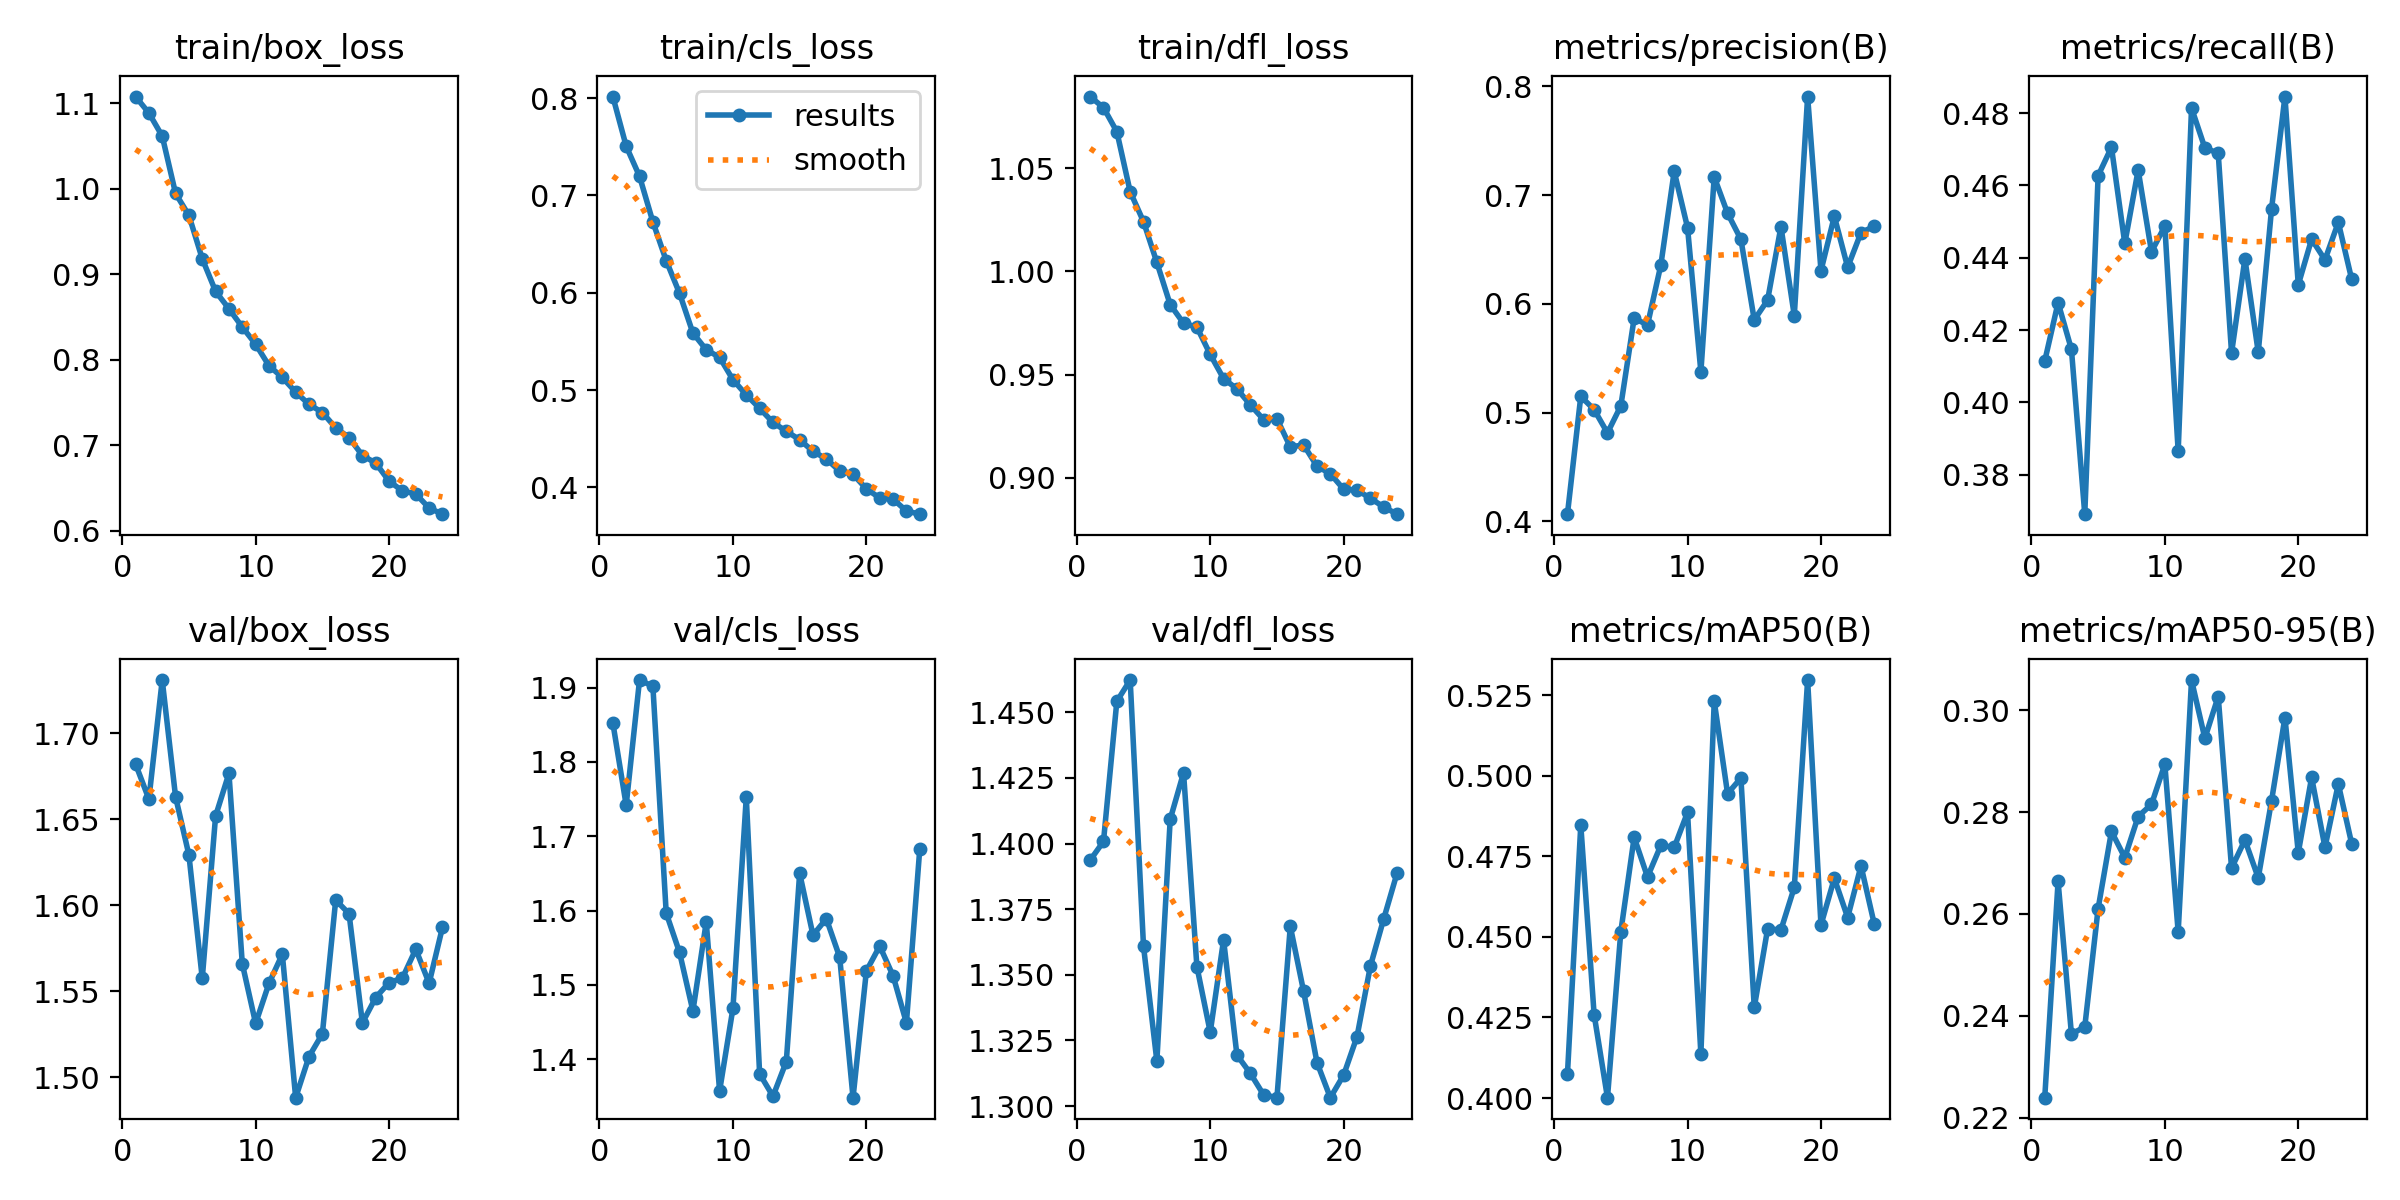 train/box_loss
1.1
1.0
0.9
0.8
0.7
0.6
0 10 20
train/cls_loss
results
smooth
0.8
0.7
0.6
0.5
0.4
0 10 20
train/dfl_loss
1.05
1.00
0.95
0.90
0 10 20
metrics/precision(B)
0.8
0.7
0.6
0.5
0.4
0 10 20
metrics/recall(B)
0.48
0.46
0.44
0.42
0.40
0.38
0 10 20
val/box_loss
1.70
1.65
1.60
1.55
1.50
0 10 20
val/cls_loss
1.9
1.8
1.7
1.6
1.5
1.4
0 10 20
val/dfl_loss
1.450
1.425
1.400
1.375
1.350
1.325
1.300
0 10 20
metrics/mAP50(B)
0.525
0.500
0.475
0.450
0.425
0.400
0 10 20
metrics/mAP50-95(B)
0.30
0.28
0.26
0.24
0.22
0 10 20